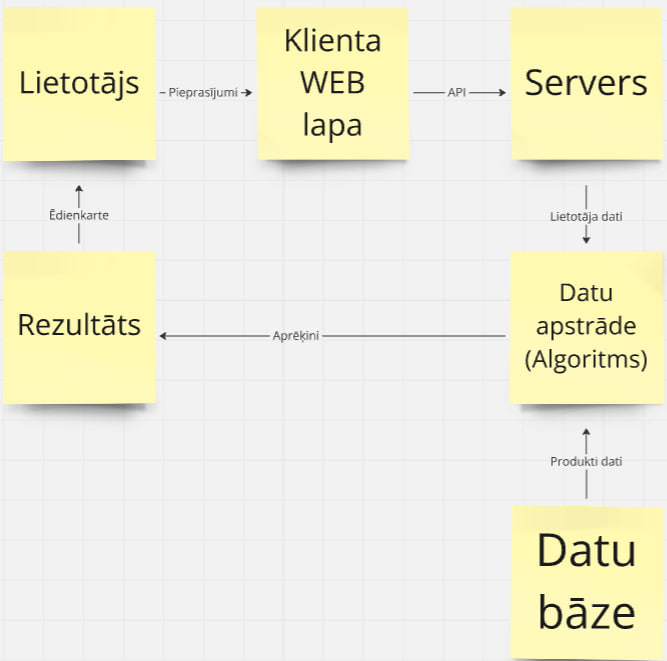 Lietotājs
Pieprasījumi
Klienta
WEB
lapa
API
Servers
Ēdienkarte
Lietotāja dati
Rezultāts
Aprēķini
Datu
apstrāde
(Algoritms)
Produkti dati
Datu
bāze